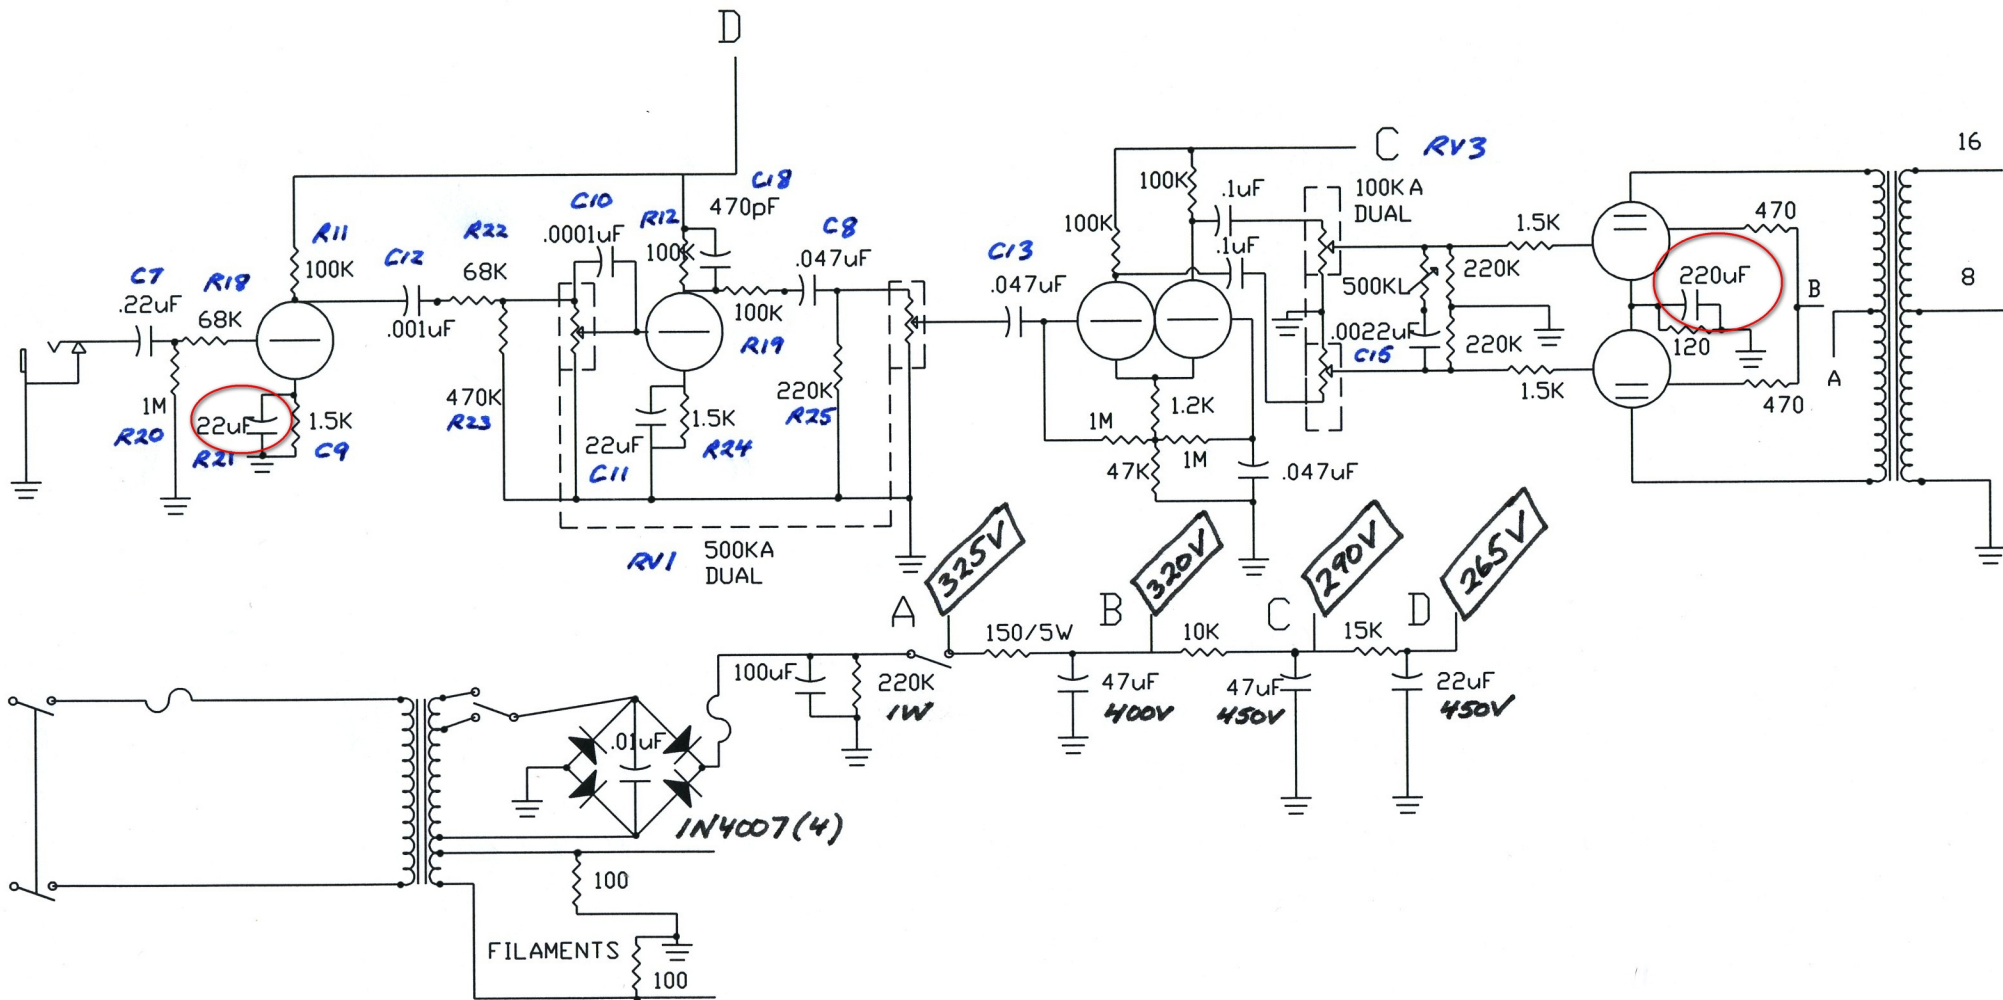 D
C
RV3
16
C18
470pF
100KA
DUAL
C10
.0001uF
R12
100K
C8
.047uF
100K
.1uF
470
R11
100K
C12
R22
68K
100K
C13
.047uF
.1uF
1.5K
C7
.22uF
R18
68K
.001uF
100K
R19
500KL
220K
220uF
8
B
.0022uF
C15
220K
120
A
1M
R20
22uF
R21
1.5K
C9
470K
R23
22uF
C11
1.5K
R24
220K
R25
1M
1.2K
47K
1M
.047uF
1.5K
470
RV1
500KA
DUAL
A
325V
B
320V
C
290V
D
265V
150/5W
10K
15K
100uF
220K
1W
47uF
400V
47uF
450V
22uF
450V
.01uF
1N4007(4)
100
FILAMENTS
100